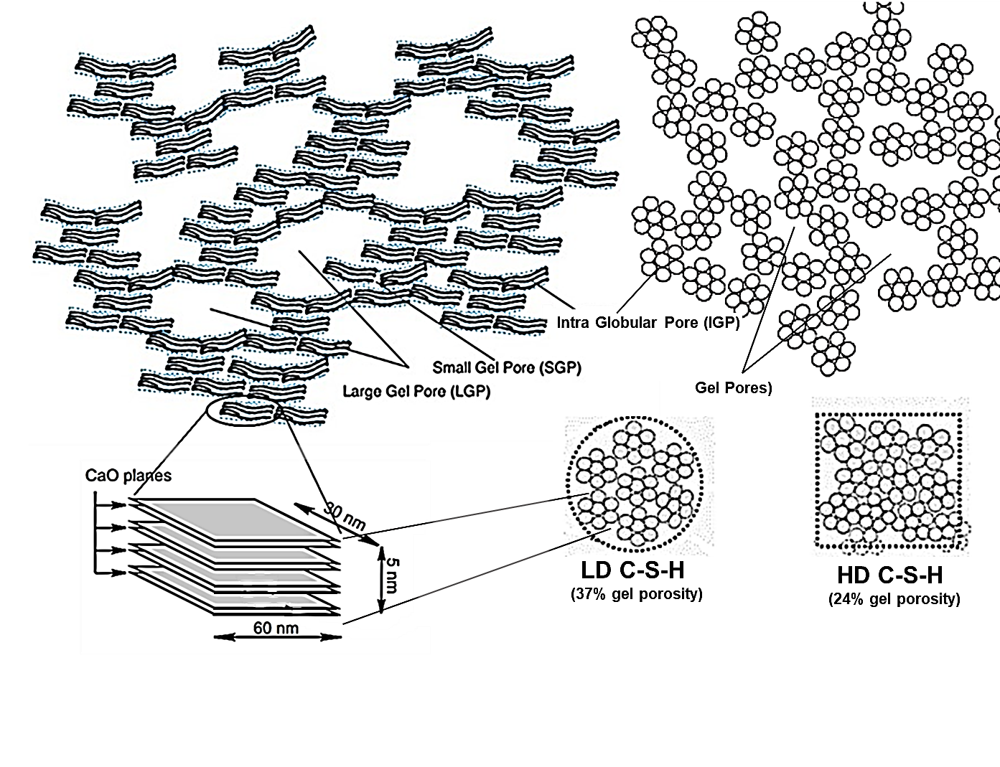 Intra Globular Pore (IGP)
Small Gel Pore (SGP)
Large Gel Pore (LGP)
Gel Pores)
CaO planes
30 nm
5 nm
60 nm
LD C-S-H
(37% gel porosity)
HD C-S-H
(24% gel porosity)